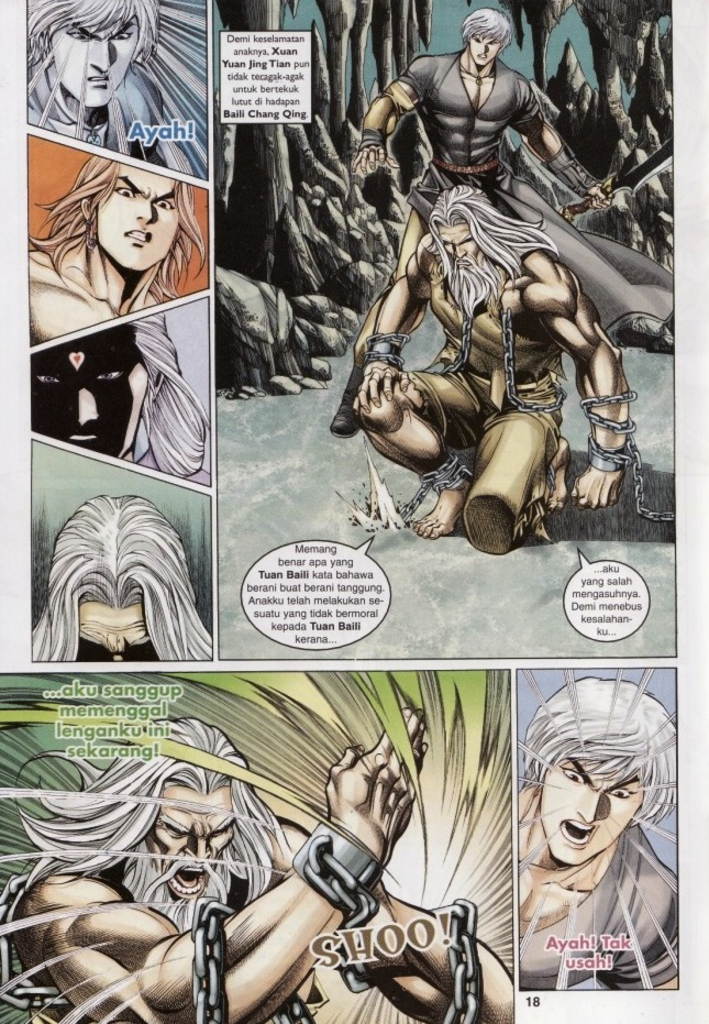 Ayah!
Demi keselamatan
anaknya, Xuan
Yuan Jing Tian pun
tidak tecagak-agak
untuk bertekuk
lutut di hadapan
Baili Chang Qing.
Memang
benar apa yang
Tuan Baili kata bahawa
berani buat berani tanggung.
Anakku telah melakukan se-
suatu yang tidak bermoral
kepada Tuan Baili
kerana...
...aku
yang salah
mengasuhnya.
Demi menebus
kesalahan-
ku...
...aku sanggup
memenggal
lenganku ini
sekarang!
SHOO!
Ayah! Tak
usah!
18